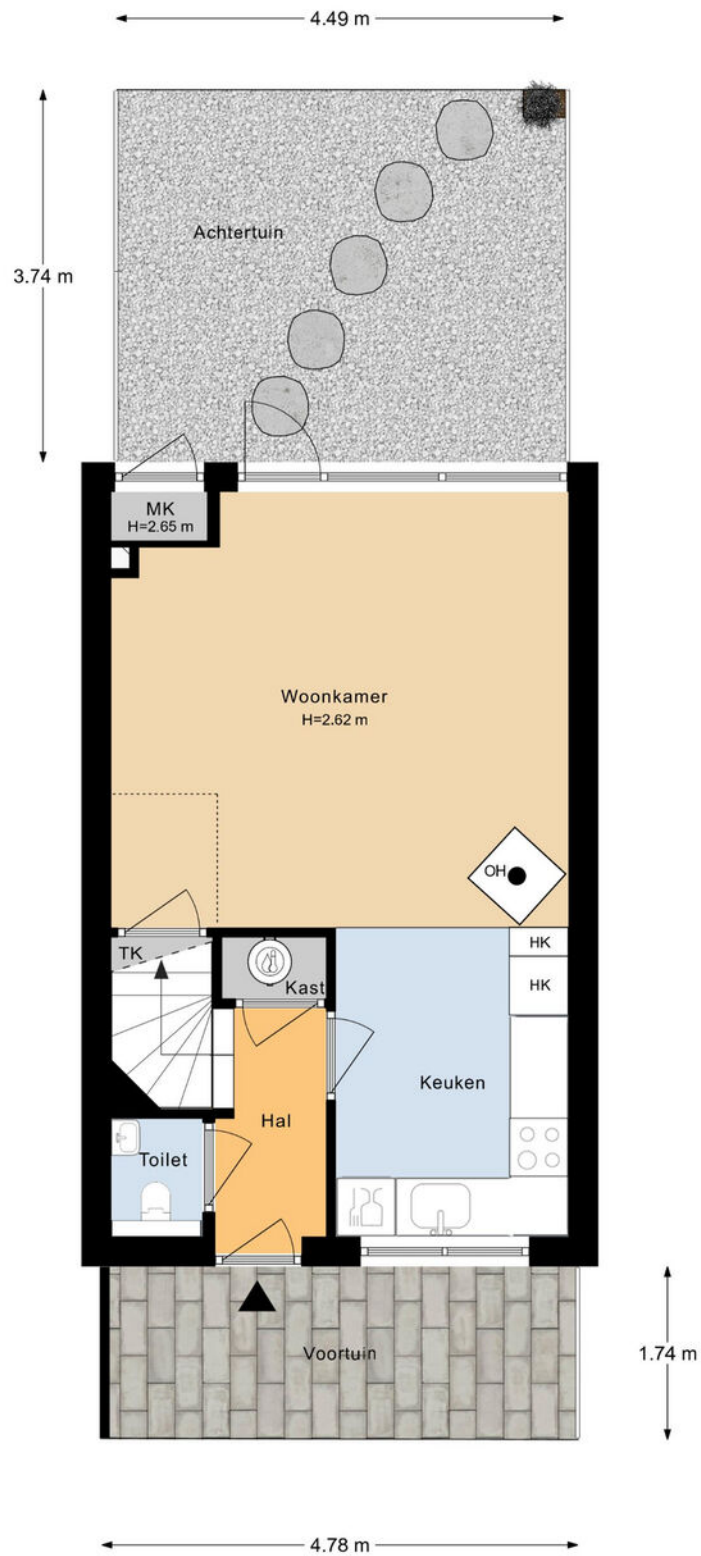 4.49 m
Achtertuin
3.74 m
MK
H=2.65 m
Woonkamer
H=2.62 m
OH
TK
HK
Kast
HK
Keuken
Hal
Toilet
Voortuin
1.74 m
4.78 m